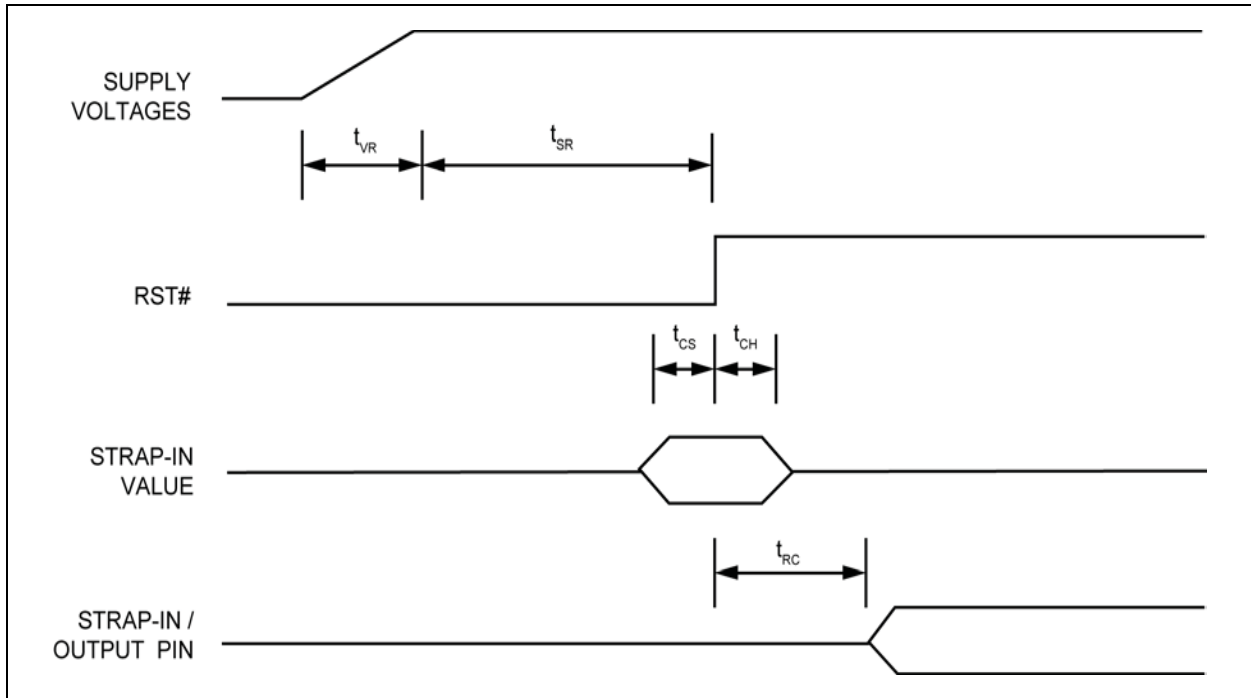 SUPPLY
VOLTAGES
tVR
tSR
RST#
tCS
tCH
STRAP-IN
VALUE
tRC
STRAP-IN /
OUTPUT PIN